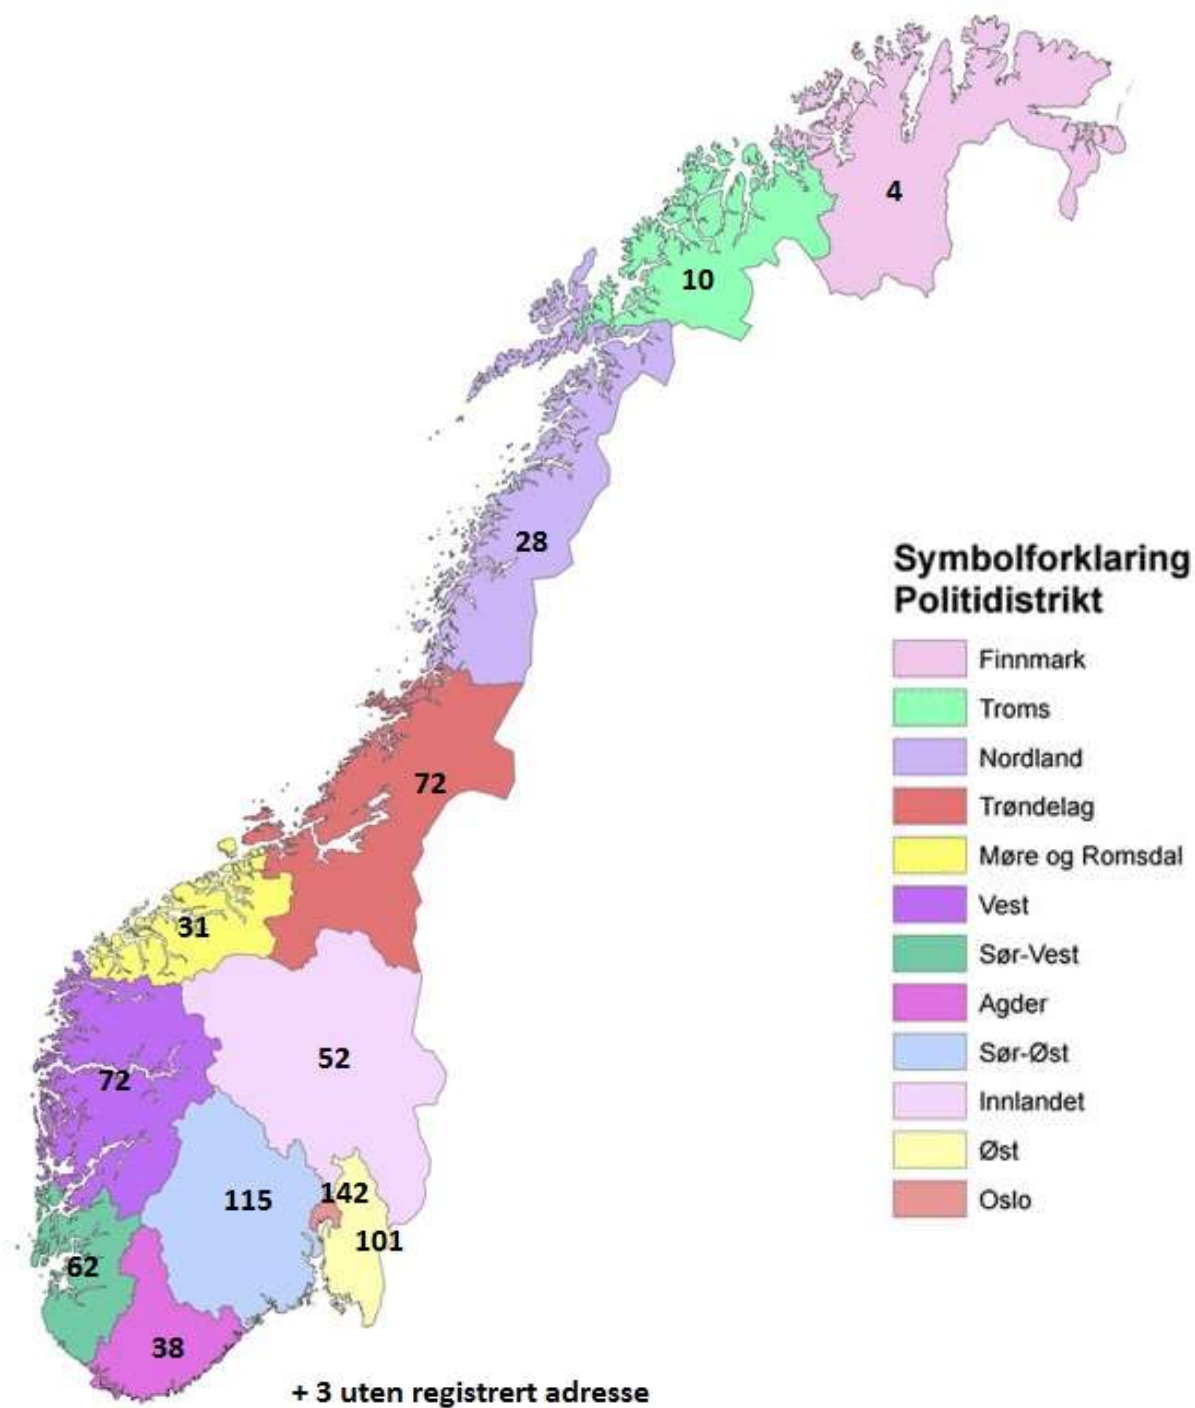 4
10
28
Symbolforklaring
Politidistrikt
Finnmark
Troms
Nordland
Trøndelag
Møre og Romsdal
Vest
Sør-Vest
Agder
Sør-Øst
Innlandet
Øst
Oslo
72
31
52
72
115
142
101
62
38
+ 3 uten registrert adresse